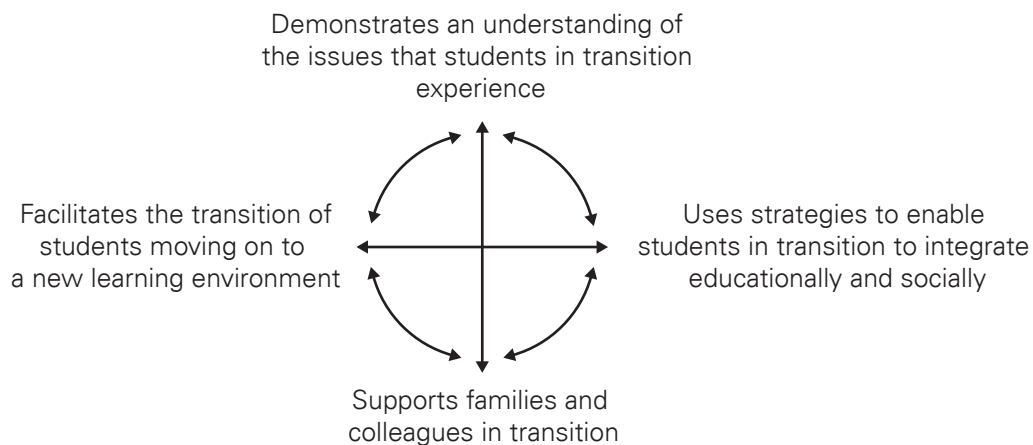 Demonstrates an understanding of
the issues that students in transition
experience
Facilitates the transition of
students moving on to
a new learning environment
Uses strategies to enable
students in transition to integrate
educationally and socially
Supports families and
colleagues in transition